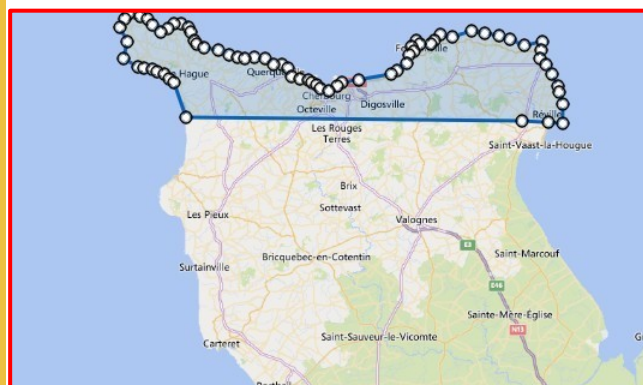 Hague
Cherbourg
Octeville
Digosville
Réville
Les Rouges
Terres
Saint-Vaast-la-Hougue
Brix
Les Pieux
Sottevast
Valognes
E3
Bricquebec-en-Cotentin
Saint-Marcouf
Surtainville
E46
Sainte-Mère-Église
N13
Saint-Sauveur-le-Vicomte
Carteret